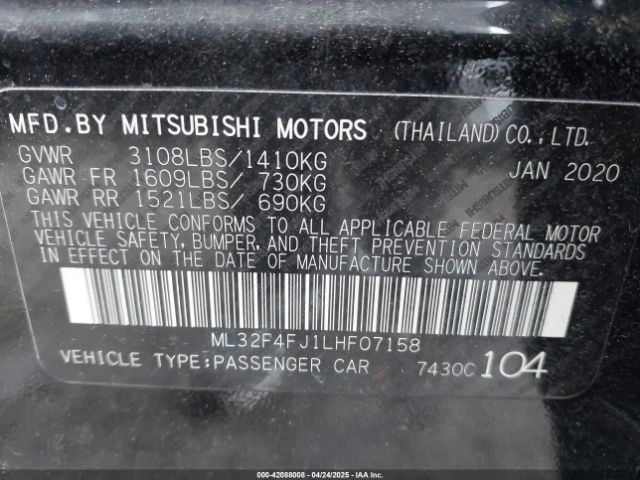 MFD.BY MITSUBISHI MOTORS (THAILAND) CO.,LTD.
GVWR 3108LBS/1410KG JAN 2020
GAWR FR 1609LBS/ 730KG
GAWR RR 1521LBS/ 690KG
THIS VEHICLE CONFORMS TO ALL APPLICABLE FEDERAL MOTOR
VEHICLE SAFETY, BUMPER, AND THEFT PREVENTION STANDARDS
IN EFFECT ON THE DATE OF MANUFACTURE SHOWN ABOVE.
ML32F4FJ1LHF07158
VEHICLE TYPE:PASSENGER CAR 7430C 104
000-42088008 - 04/24/2025 - IAA Inc.